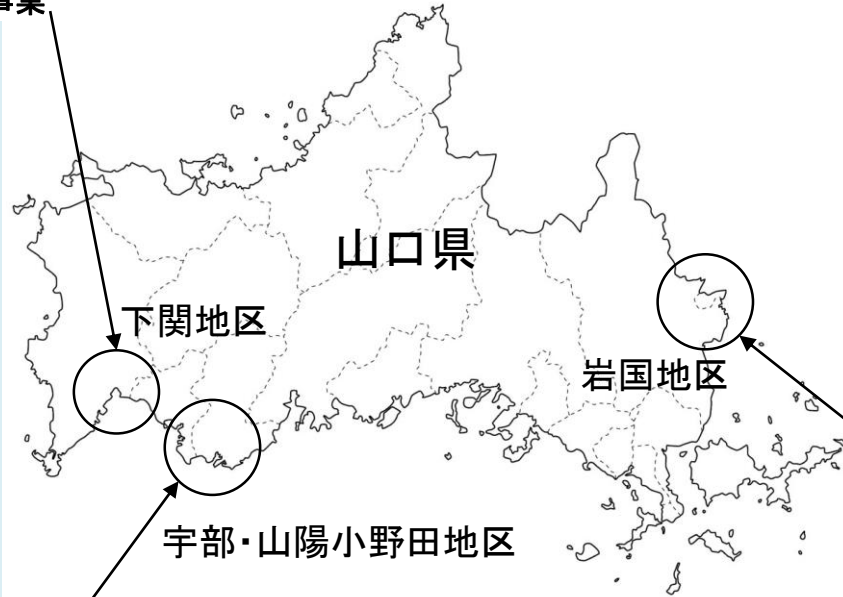 事業
山口県
下関地区
岩国地区
宇部・山陽小野田地区